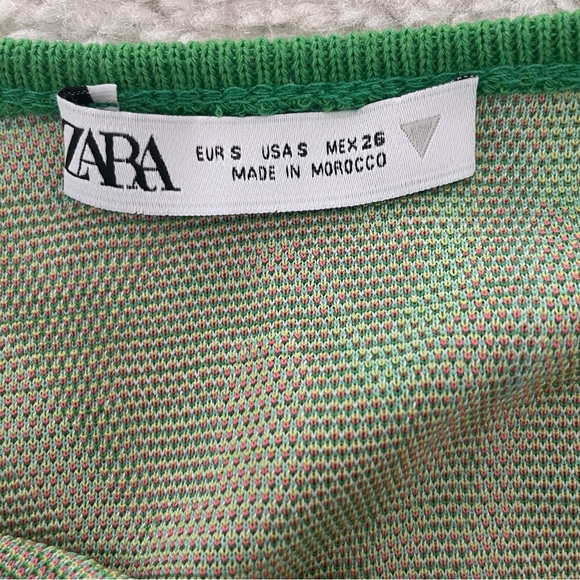 ZARA
EUR S USA S MEX 26
MADE IN MOROCCO